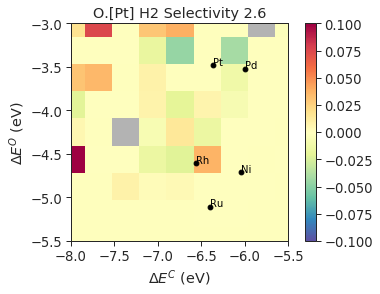 O.[Pt] H2 Selectivity 2.6
−3.0
−3.5
−4.0
−4.5
−5.0
−5.5
ΔE^O (eV)
Pt
Pd
Rh
Ni
Ru
−8.0 −7.5 −7.0 −6.5 −6.0 −5.5
ΔE^C (eV)
0.100
0.075
0.050
0.025
0.000
−0.025
−0.050
−0.075
−0.100